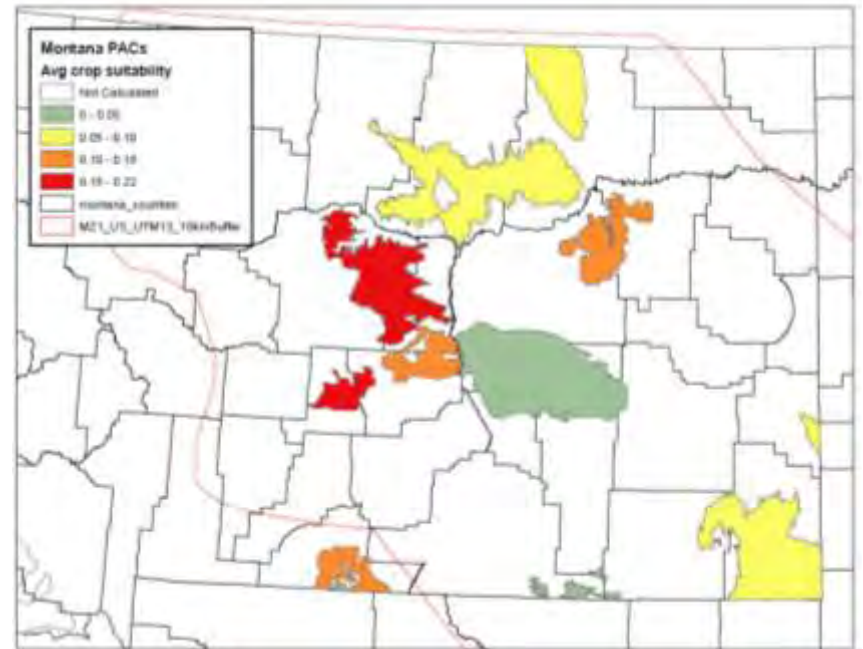 Montana PACs
Avg crop suitability
Not Calculated
0 - 0.05
0.05 - 0.10
0.10 - 0.15
0.15 - 0.22
montana_counties